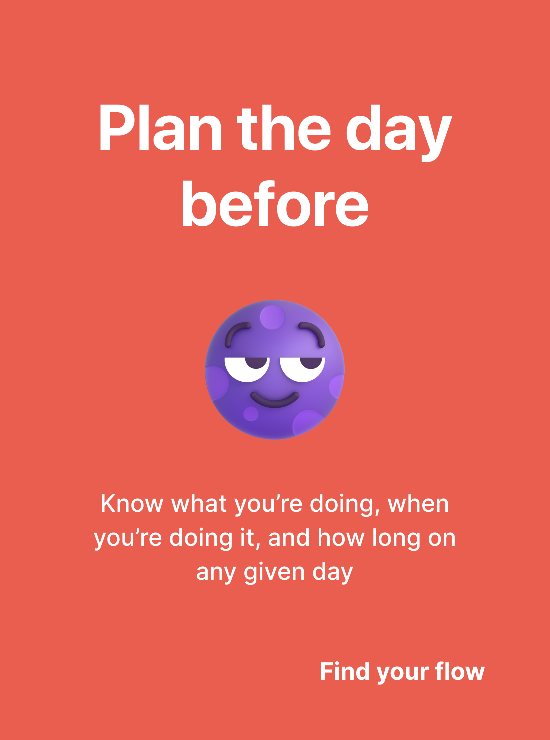 Plan the day
before
Know what you’re doing, when
you’re doing it, and how long on
any given day
Find your flow